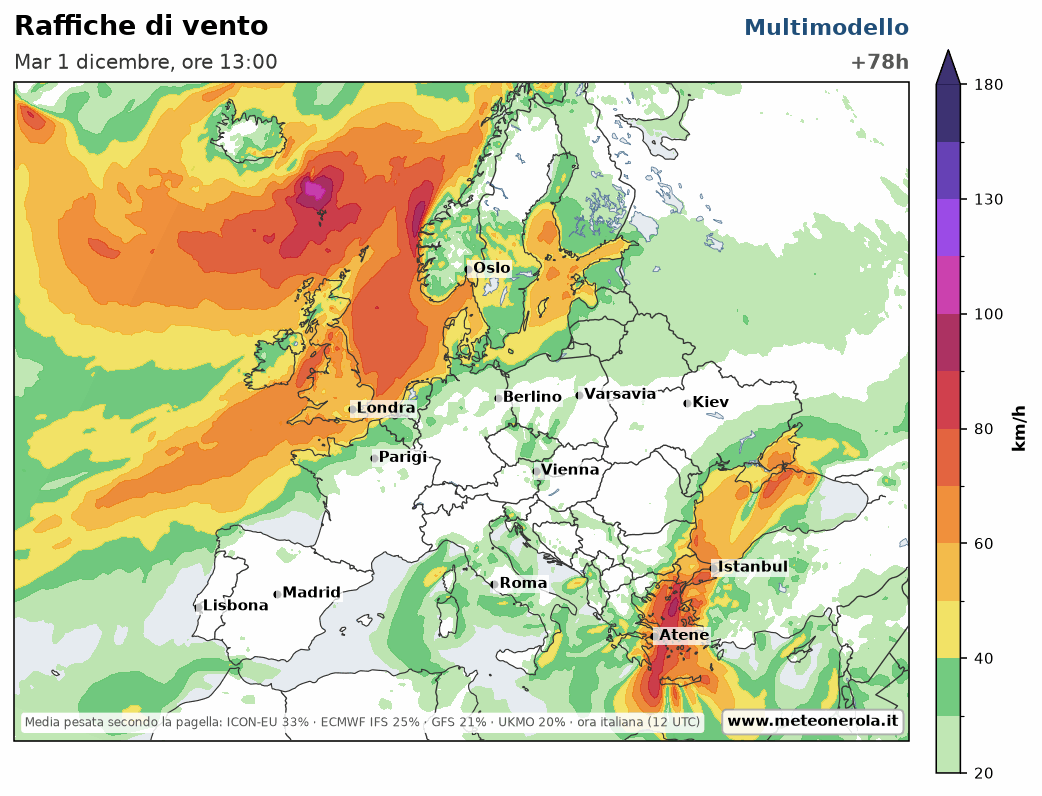 Raffiche di vento
Multimodello
Mar 1 dicembre, ore 13:00
+78h
180
130
100
80
60
40
20
km/h
Oslo
Londra
Berlino
Varsavia
Kiev
Parigi
Vienna
Istanbul
Roma
Madrid
Lisbona
Atene
Media pesata secondo la pagella: ICON-EU 33% · ECMWF IFS 25% · GFS 21% · UKMO 20% · ora italiana (12 UTC)
www.meteonerola.it